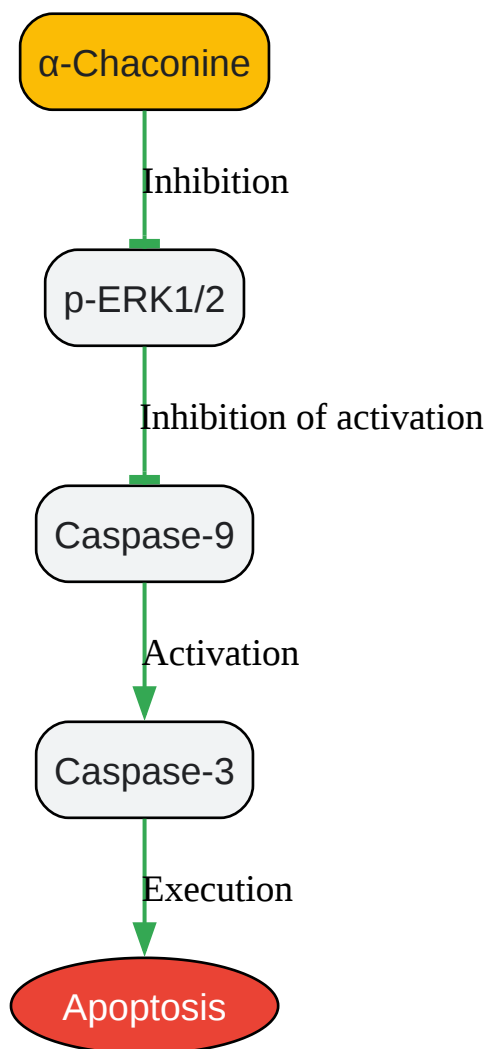 α-Chaconine
Inhibition
p-ERK1/2
Inhibition of activation
Caspase-9
Activation
Caspase-3
Execution
Apoptosis